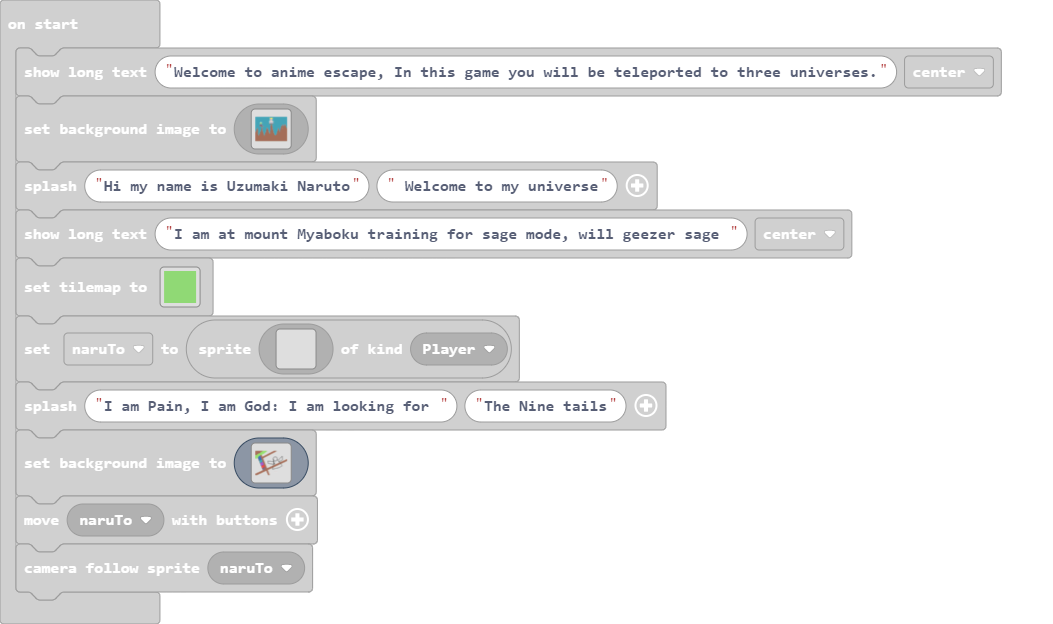 on start
show long text "Welcome to anime escape, In this game you will be teleported to three universes." center
set background image to
splash "Hi my name is Uzumaki Naruto" " Welcome to my universe"
show long text "I am at mount Myaboku training for sage mode, will geezer sage " center
set tilemap to
set naruTo to sprite of kind Player
splash "I am Pain, I am God: I am looking for " "The Nine tails"
set background image to
move naruTo with buttons
camera follow sprite naruTo